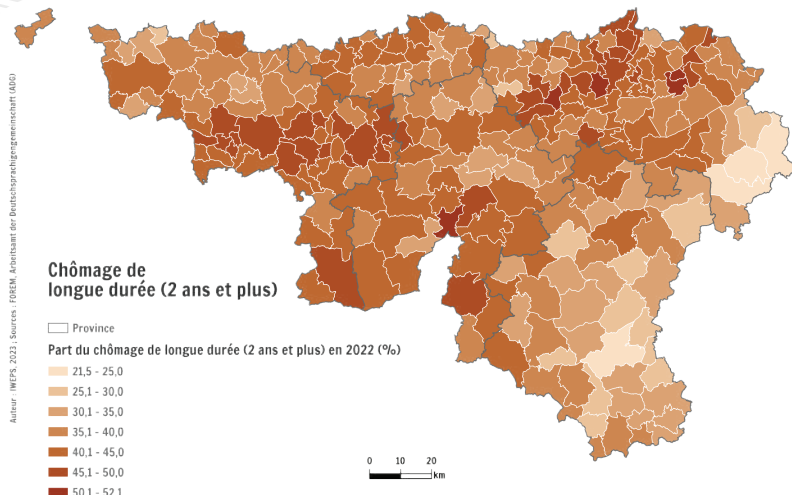 Auteur : IWEPS, 2023 ; Sources : FOREM, Arbeitsamt der Deutschsprachigengemeinschaft (ADG)
Chômage de
longue durée (2 ans et plus)
Province
Part du chômage de longue durée (2 ans et plus) en 2022 (%)
21,5 - 25,0
25,1 - 30,0
30,1 - 35,0
35,1 - 40,0
40,1 - 45,0
45,1 - 50,0
50,1 - 52,1
0 10 20
km